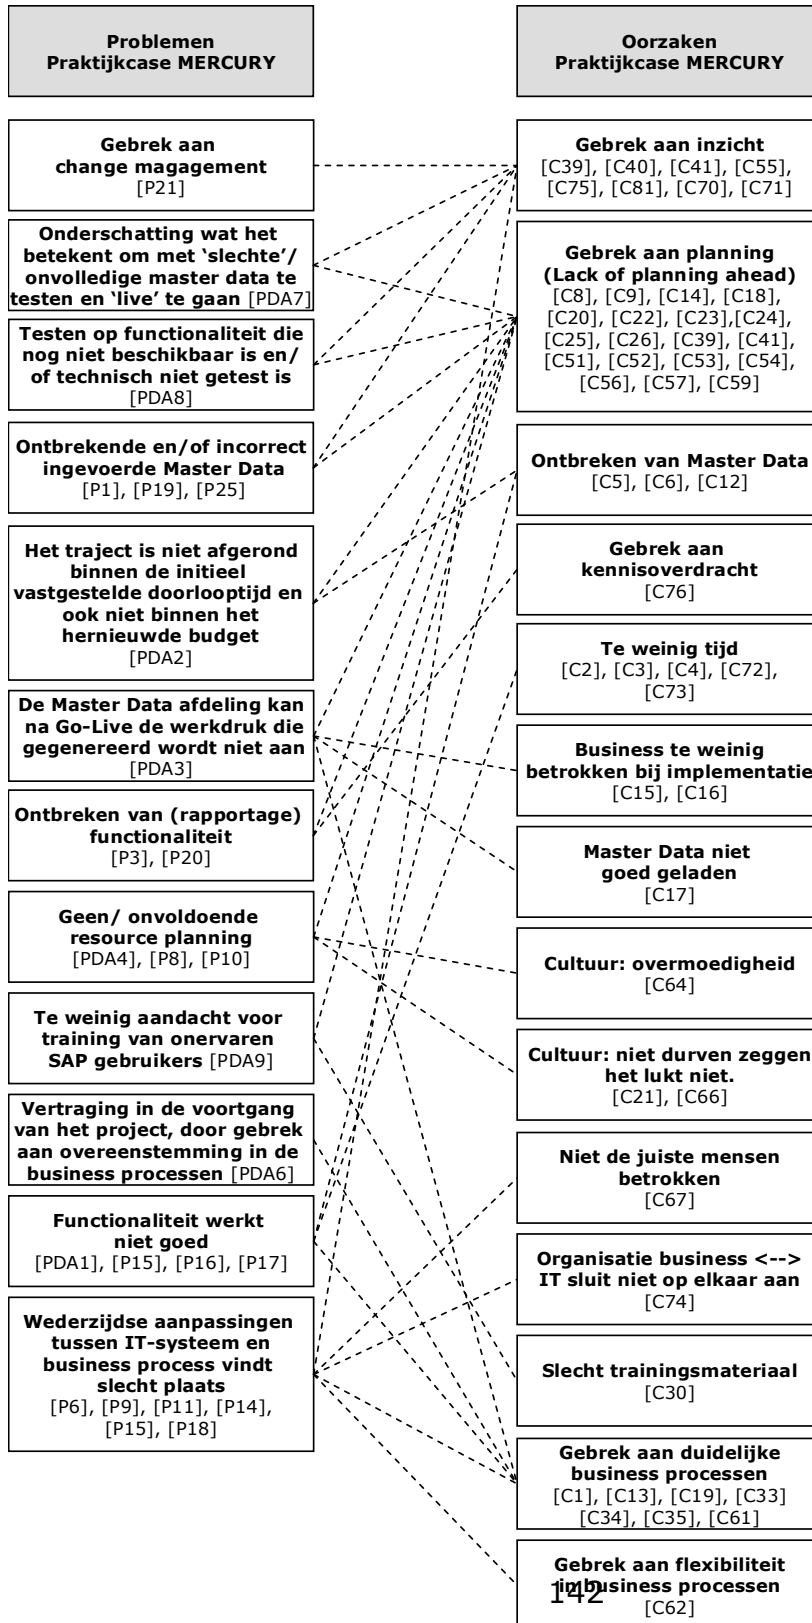 Problemen
Praktijkcase MERCURY
Gebrek aan
change magagement
[P21]
Onderschatting wat het
betekent om met ‘slechte’/
onvolledige master data te
testen en ‘live’ te gaan [PDA7]
Testen op functionaliteit die
nog niet beschikbaar is en/
of technisch niet getest is
[PDA8]
Ontbrekende en/of incorrect
ingevoerde Master Data
[P1], [P19], [P25]
Het traject is niet afgerond
binnen de initieel
vastgestelde doorlooptijd en
ook niet binnen het
hernieuwde budget
[PDA2]
De Master Data afdeling kan
na Go-Live de werkdruk die
gegenereerd wordt niet aan
[PDA3]
Ontbreken van (rapportage)
functionaliteit
[P3], [P20]
Geen/ onvoldoende
resource planning
[PDA4], [P8], [P10]
Te weinig aandacht voor
training van onervaren
SAP gebruikers [PDA9]
Vertraging in de voortgang
van het project, door gebrek
aan overeenstemming in de
business processen [PDA6]
Functionaliteit werkt
niet goed
[PDA1], [P15], [P16], [P17]
Wederzijdse aanpassingen
tussen IT-systeem en
business process vindt
slecht plaats
[P6], [P9], [P11], [P14],
[P15], [P18]
Oorzaken
Praktijkcase MERCURY
Gebrek aan inzicht
[C39], [C40], [C41], [C55],
[C75], [C81], [C70], [C71]
Gebrek aan planning
(Lack of planning ahead)
[C8], [C9], [C14], [C18],
[C20], [C22], [C23],[C24],
[C25], [C26], [C39], [C41],
[C51], [C52], [C53], [C54],
[C56], [C57], [C59]
Ontbreken van Master Data
[C5], [C6], [C12]
Gebrek aan
kennisoverdracht
[C76]
Te weinig tijd
[C2], [C3], [C4], [C72],
[C73]
Business te weinig
betrokken bij implementatie
[C15], [C16]
Master Data niet
goed geladen
[C17]
Cultuur: overmoedigheid
[C64]
Cultuur: niet durven zeggen
het lukt niet.
[C21], [C66]
Niet de juiste mensen
betrokken
[C67]
Organisatie business <-->
IT sluit niet op elkaar aan
[C74]
Slecht trainingsmateriaal
[C30]
Gebrek aan duidelijke
business processen
[C1], [C13], [C19], [C33]
[C34], [C35], [C61]
Gebrek aan flexibiliteit
in business processen
[C62]
142